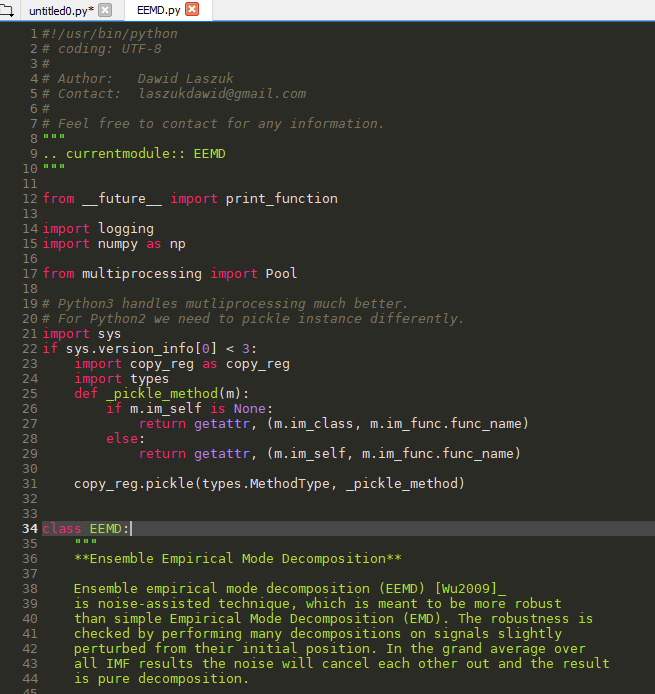 untitled0.py*
EEMD.py
1 #!/usr/bin/python
2 # coding: UTF-8
3 #
4 # Author:   Dawid Laszuk
5 # Contact:  laszukdawid@gmail.com
6 #
7 # Feel free to contact for any information.
8 """
9 .. currentmodule:: EEMD
10 """
11
12 from __future__ import print_function
13
14 import logging
15 import numpy as np
16
17 from multiprocessing import Pool
18
19 # Python3 handles mutliprocessing much better.
20 # For Python2 we need to pickle instance differently.
21 import sys
22 if sys.version_info[0] < 3:
23     import copy_reg as copy_reg
24     import types
25     def _pickle_method(m):
26         if m.im_self is None:
27             return getattr, (m.im_class, m.im_func.func_name)
28         else:
29             return getattr, (m.im_self, m.im_func.func_name)
30
31     copy_reg.pickle(types.MethodType, _pickle_method)
32
33
34 class EEMD:
35     """
36     **Ensemble Empirical Mode Decomposition**
37
38     Ensemble empirical mode decomposition (EEMD) [Wu2009]_
39     is noise-assisted technique, which is meant to be more robust
40     than simple Empirical Mode Decomposition (EMD). The robustness is
41     checked by performing many decompositions on signals slightly
42     perturbed from their initial position. In the grand average over
43     all IMF results the noise will cancel each other out and the result
44     is pure decomposition.
45